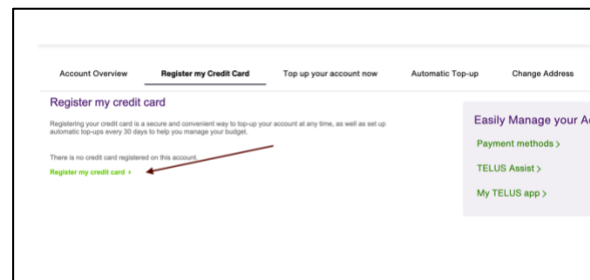 Account Overview Register my Credit Card Top up your account now Automatic Top-up Change Address
Register my credit card
Registering your credit card is a secure and convenient way to top-up your account at any time, as well as set up
automatic top-ups every 30 days to help you manage your budget.
There is no credit card registered on this account.
Register my credit card ›
Easily Manage your A
Payment methods >
TELUS Assist >
My TELUS app >